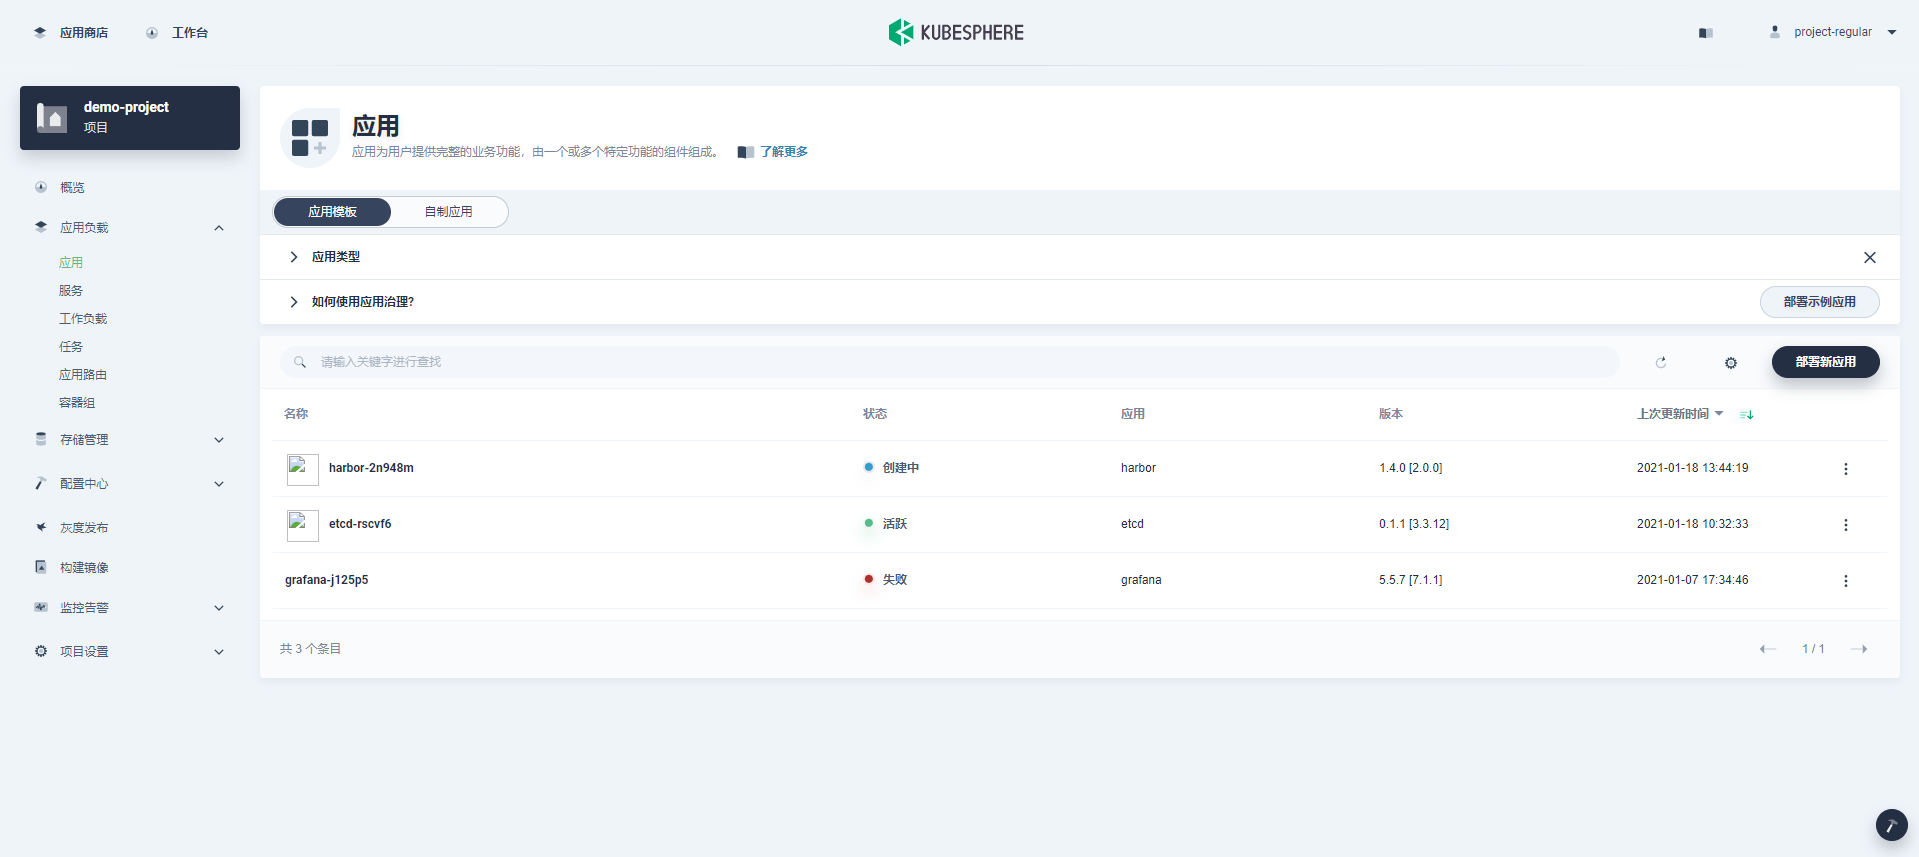 应用商店
工作台
KUBESPHERE
project-regular
demo-project
项目
概览
应用负载
应用
服务
工作负载
任务
应用路由
容器组
存储管理
配置中心
灰度发布
构建镜像
监控告警
项目设置
应用
应用为用户提供完整的业务功能，由一个或多个特定功能的组件组成。 了解更多
应用模板 自制应用
应用类型
如何使用应用治理? 部署示例应用
请输入关键字进行查找 部署新应用
名称 状态 应用 版本 上次更新时间
harbor-2n948m 创建中 harbor 1.4.0 [2.0.0] 2021-01-18 13:44:19
etcd-rscvf6 活跃 etcd 0.1.1 [3.3.12] 2021-01-18 10:32:33
grafana-j125p5 失败 grafana 5.5.7 [7.1.1] 2021-01-07 17:34:46
共 3 个条目 1 / 1